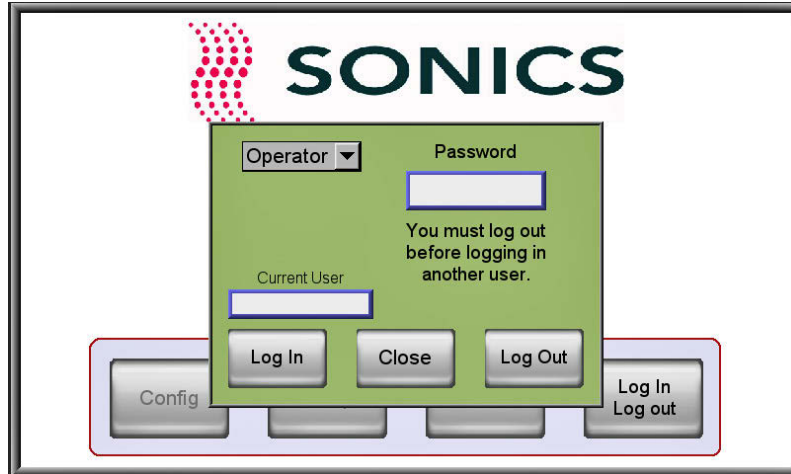 SONICS
Operator
Password
You must log out
before logging in
another user.
Current User
Log In
Close
Log Out
Config
Log In
Log out